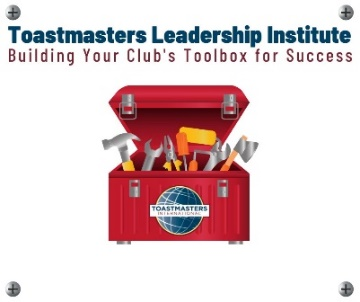 Toastmasters Leadership Institute
Building Your Club's Toolbox for Success
TOASTMASTERS
INTERNATIONAL